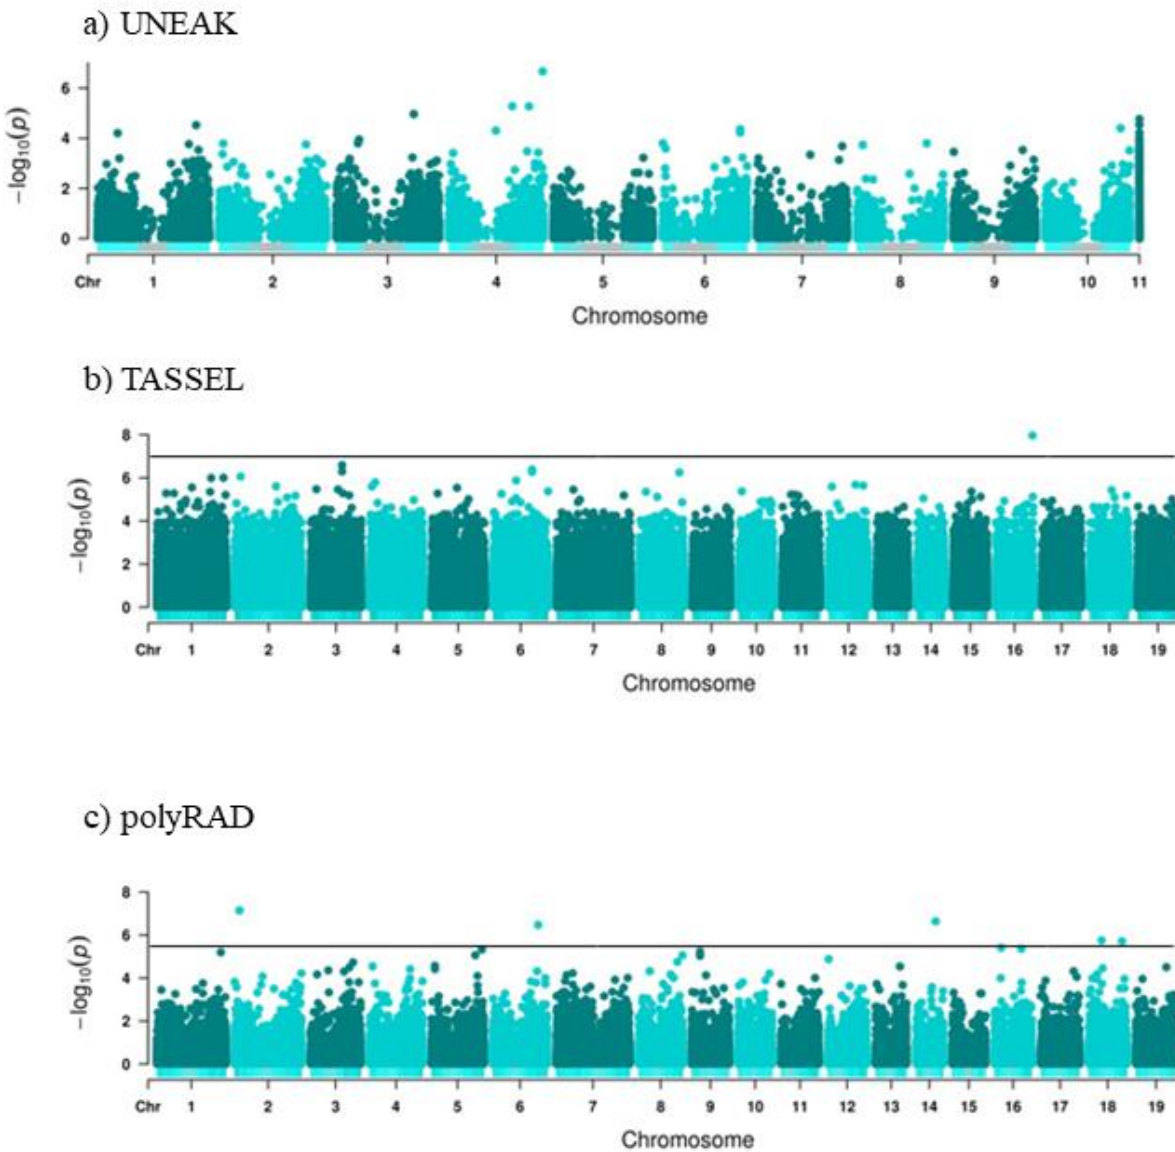 a) UNEAK
6
4
2
0
−log₁₀(p)
Chr 1 2 3 4 5 6 7 8 9 10 11
Chromosome
b) TASSEL
8
6
4
2
0
−log₁₀(p)
Chr 1 2 3 4 5 6 7 8 9 10 11 12 13 14 15 16 17 18 19
Chromosome
c) polyRAD
8
6
4
2
0
−log₁₀(p)
Chr 1 2 3 4 5 6 7 8 9 10 11 12 13 14 15 16 17 18 19
Chromosome